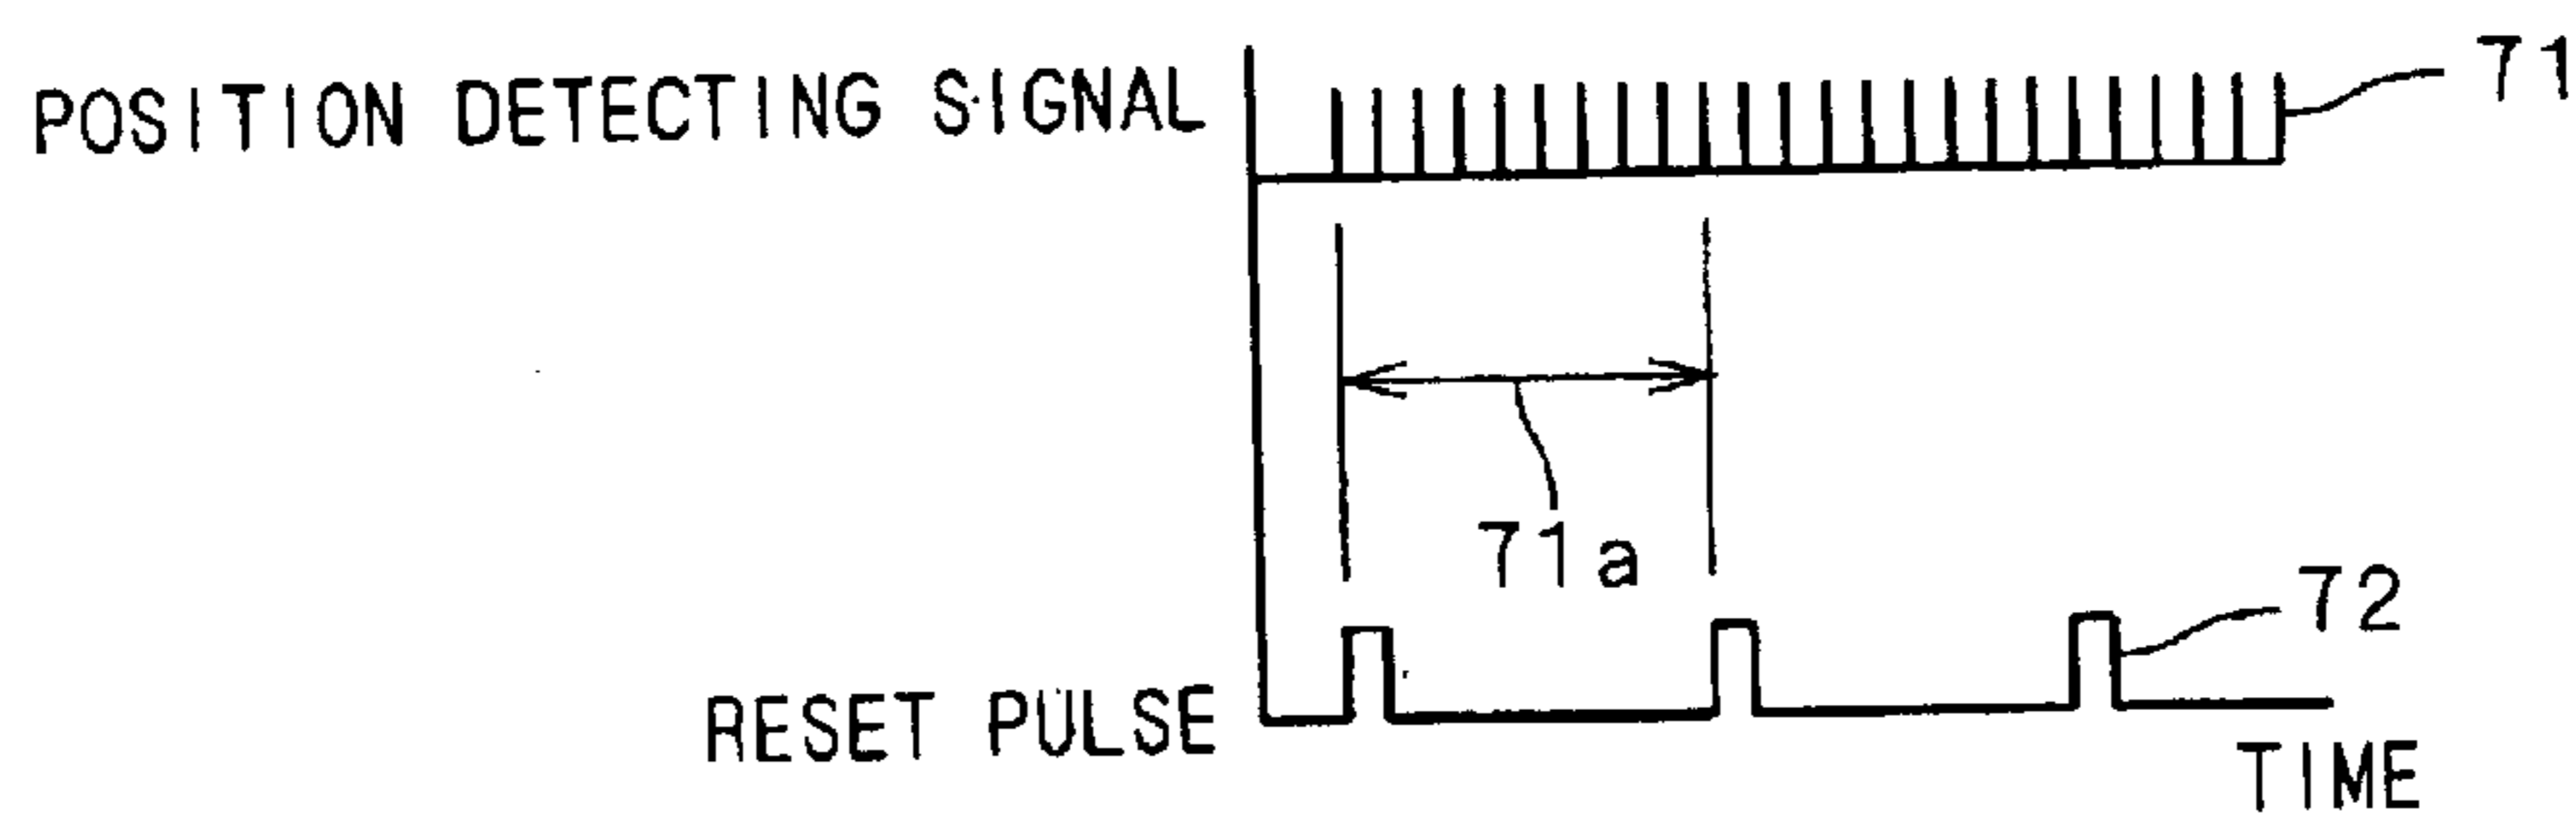 POSITION DETECTING SIGNAL
71
71a
72
RESET PULSE
TIME